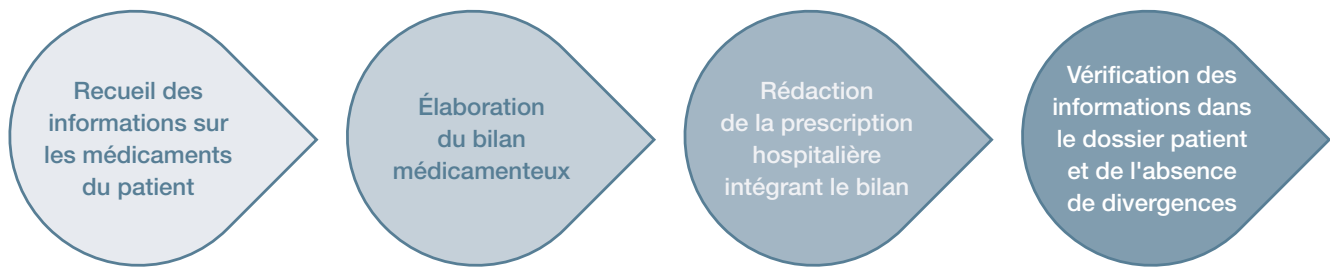 Recueil des
informations sur
les médicaments
du patient
Élaboration
du bilan
médicamenteux
Rédaction
de la prescription
hospitalière
intégrant le bilan
Vérification des
informations dans
le dossier patient
et de l'absence
de divergences